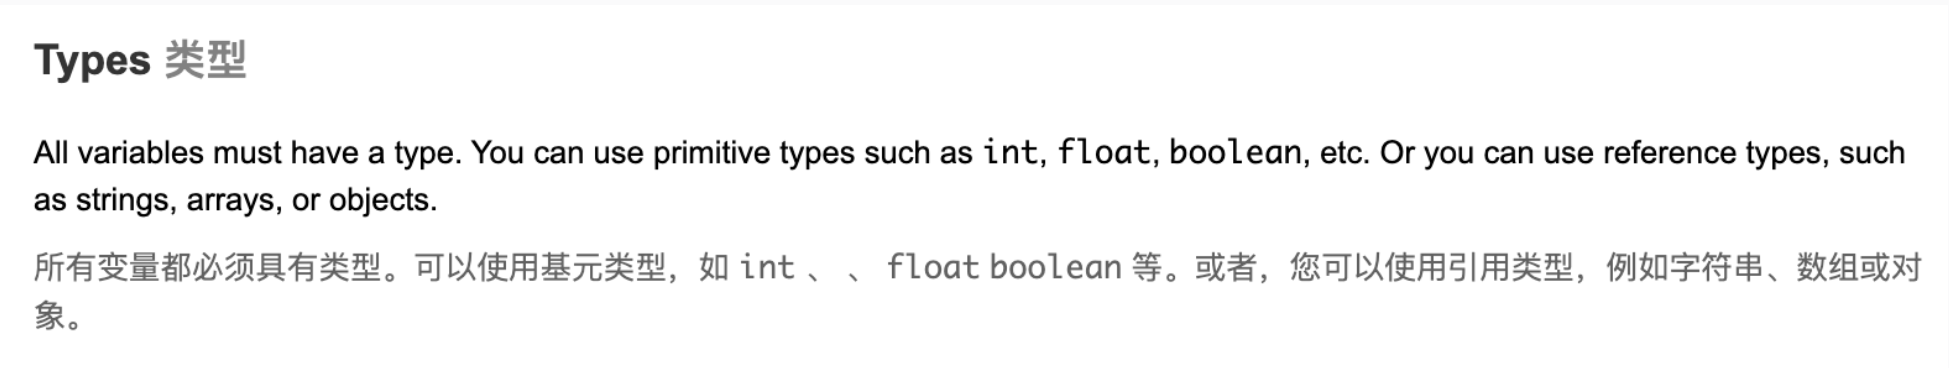 Types 类型
All variables must have a type. You can use primitive types such as int, float, boolean, etc. Or you can use reference types, such
as strings, arrays, or objects.
所有变量都必须具有类型。可以使用基元类型，如 int 、 、 float boolean 等。或者，您可以使用引用类型，例如字符串、数组或对
象。